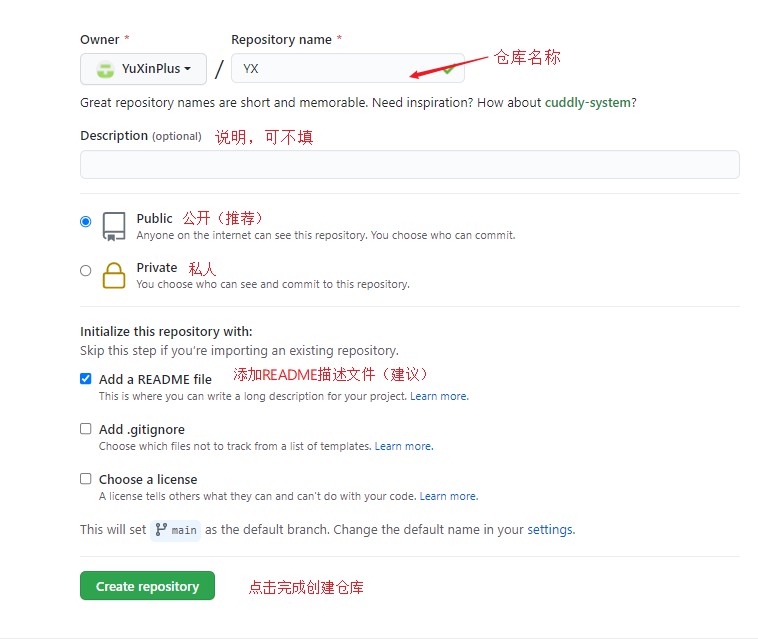 Owner * Repository name *
YuXinPlus / YX 仓库名称
Great repository names are short and memorable. Need inspiration? How about cuddly-system?
Description (optional) 说明，可不填
Public 公开（推荐）
Anyone on the internet can see this repository. You choose who can commit.
Private 私人
You choose who can see and commit to this repository.
Initialize this repository with:
Skip this step if you're importing an existing repository.
Add a README file 添加README描述文件（建议）
This is where you can write a long description for your project. Learn more.
Add .gitignore
Choose which files not to track from a list of templates. Learn more.
Choose a license
A license tells others what they can and can't do with your code. Learn more.
This will set main as the default branch. Change the default name in your settings.
Create repository 点击完成创建仓库